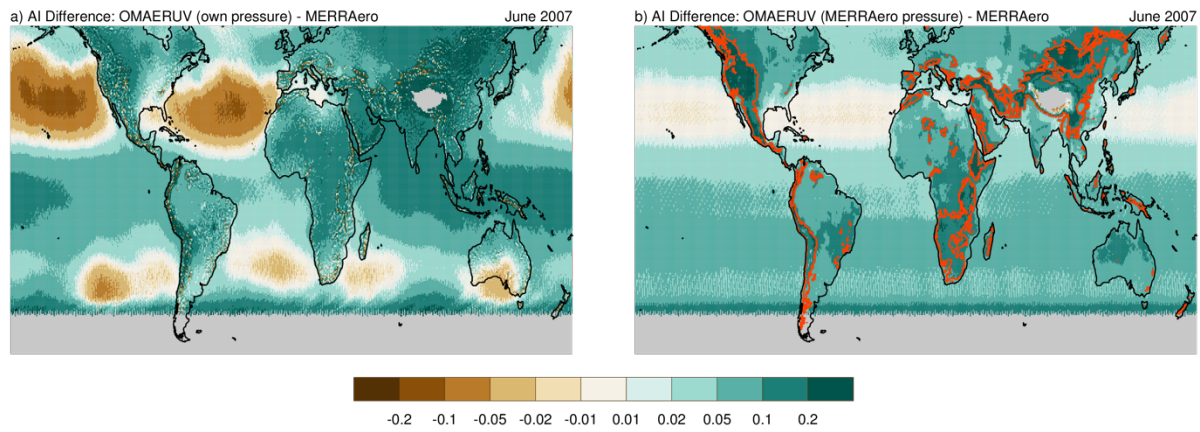 a) AI Difference: OMAERUV (own pressure) - MERRAero June 2007
b) AI Difference: OMAERUV (MERRAero pressure) - MERRAero June 2007
-0.2 -0.1 -0.05 -0.02 -0.01 0.01 0.02 0.05 0.1 0.2